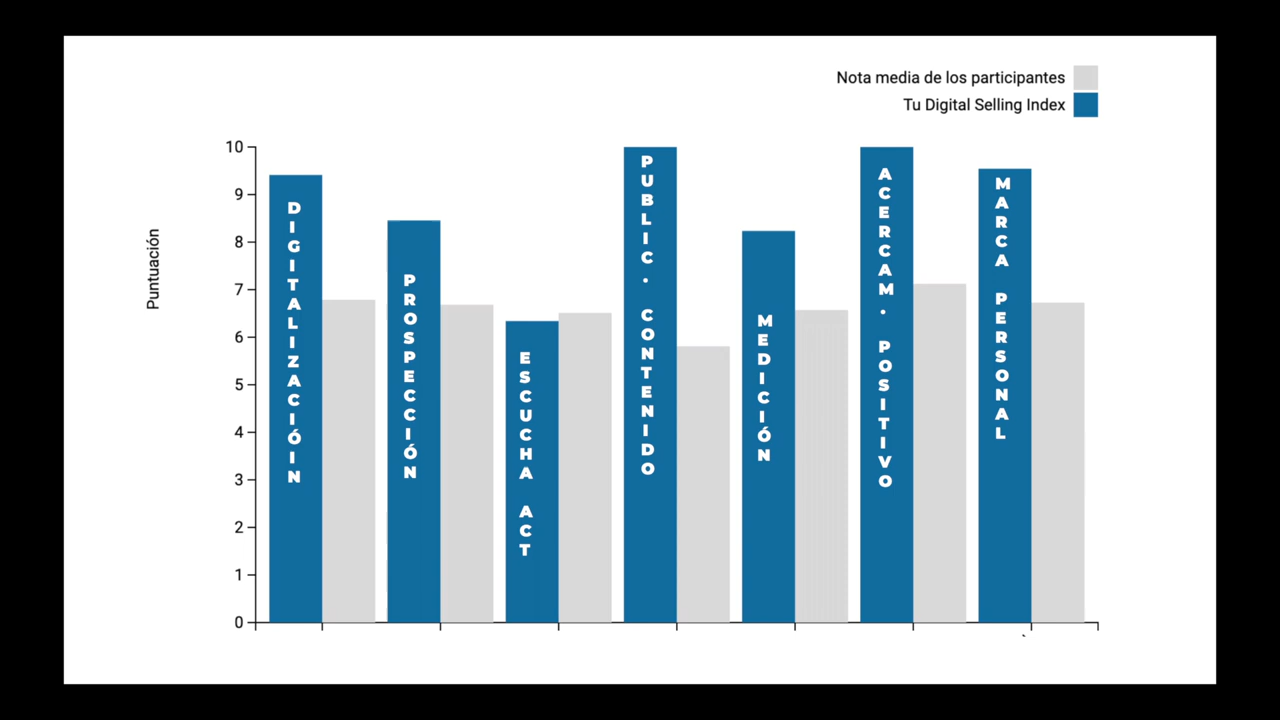 Nota media de los participantes
Tu Digital Selling Index
Puntuación
10
9
8
7
6
5
4
3
2
1
0
DIGITALIZACIÓIN
PROSPECCIÓN
ESCUCHA ACT
PUBLIC. CONTENIDO
MEDICIÓN
ACERCAM. POSITIVO
MARCA PERSONAL